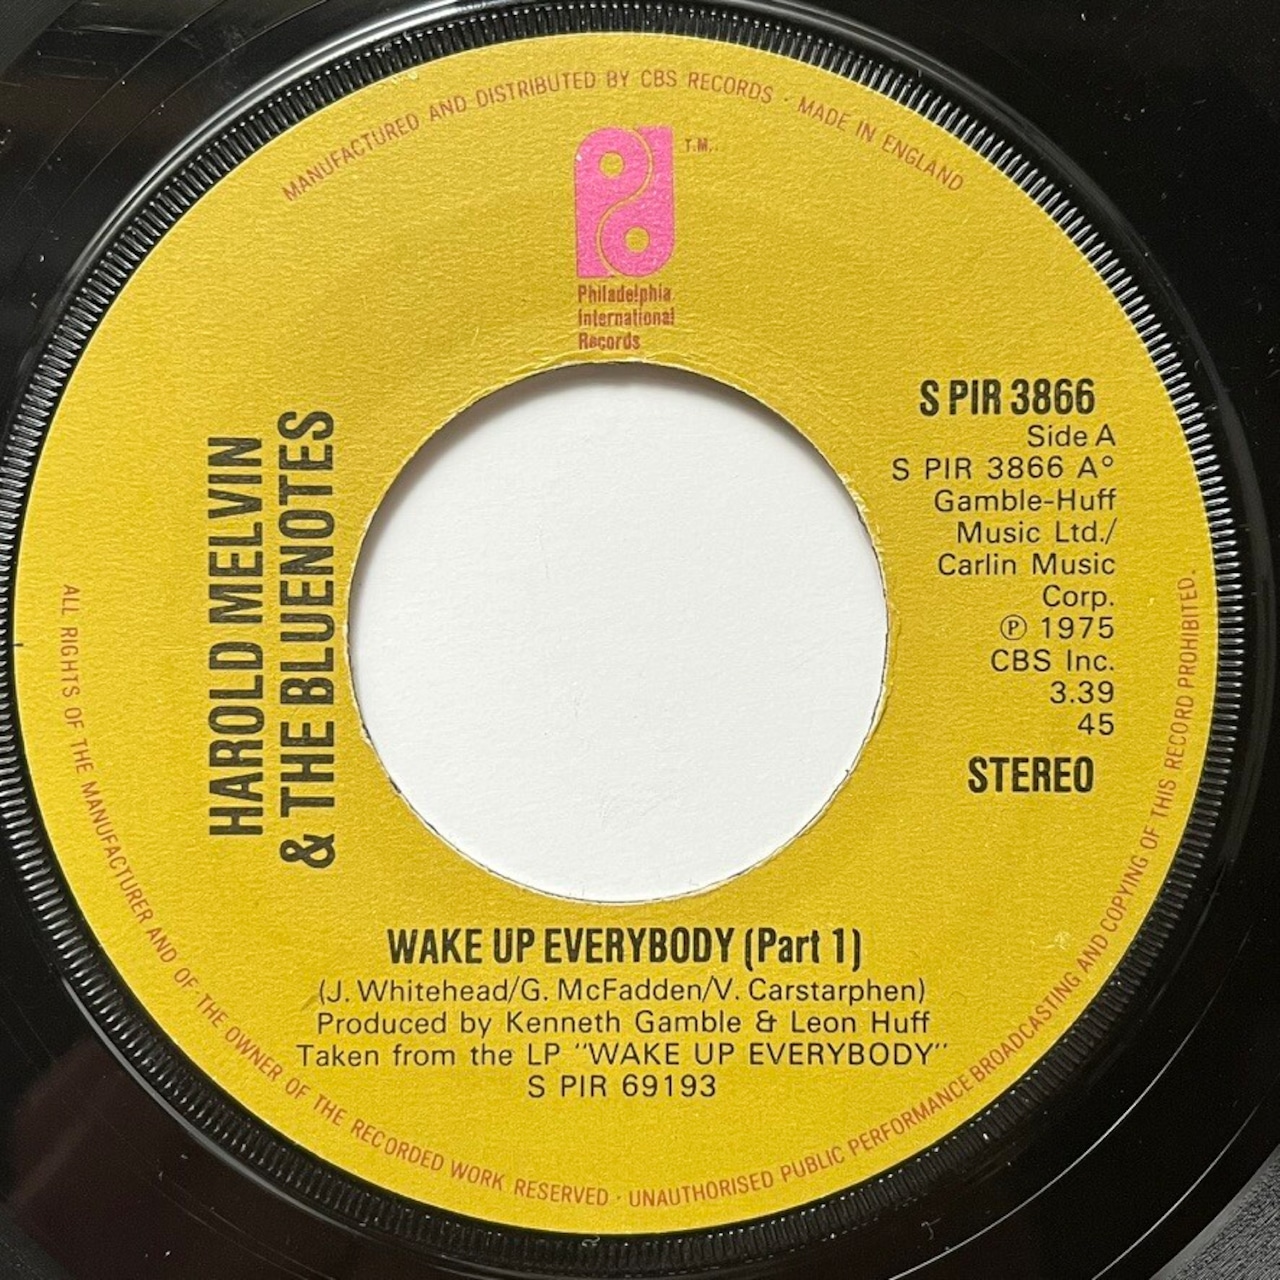 MANUFACTURED AND DISTRIBUTED BY CBS RECORDS · MADE IN ENGLAND
T.M.
Philadelphia
International
Records
HAROLD MELVIN
& THE BLUENOTES
S PIR 3866
Side A
S PIR 3866 A°
Gamble-Huff
Music Ltd./
Carlin Music
Corp.
℗ 1975
CBS Inc.
3.39
45
STEREO
WAKE UP EVERYBODY (Part 1)
(J. Whitehead/G. McFadden/V. Carstarphen)
Produced by Kenneth Gamble & Leon Huff
Taken from the LP "WAKE UP EVERYBODY"
S PIR 69193
ALL RIGHTS OF THE MANUFACTURER AND OF THE OWNER OF THE RECORDED WORK RESERVED · UNAUTHORISED PUBLIC PERFORMANCE BROADCASTING AND COPYING OF THIS RECORD PROHIBITED.